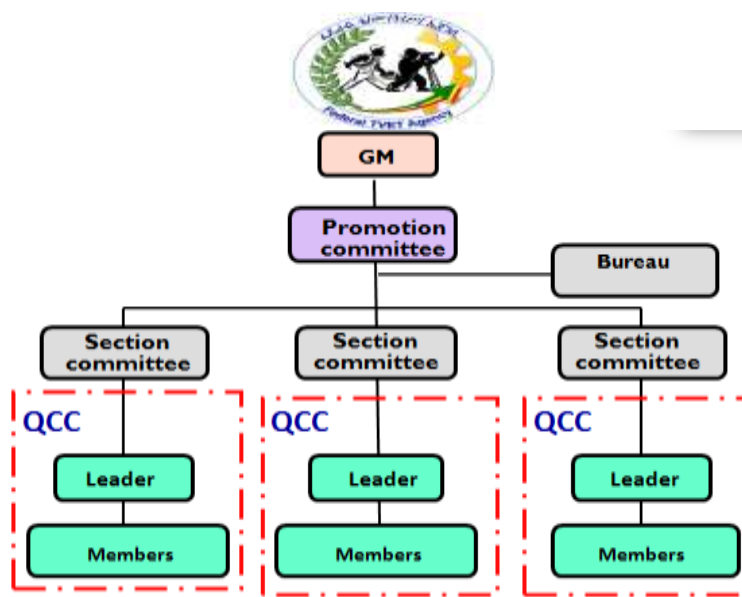 Federal TVET Agency
GM
Promotion
committee
Bureau
Section
committee
Section
committee
Section
committee
QCC
QCC
QCC
Leader
Leader
Leader
Members
Members
Members